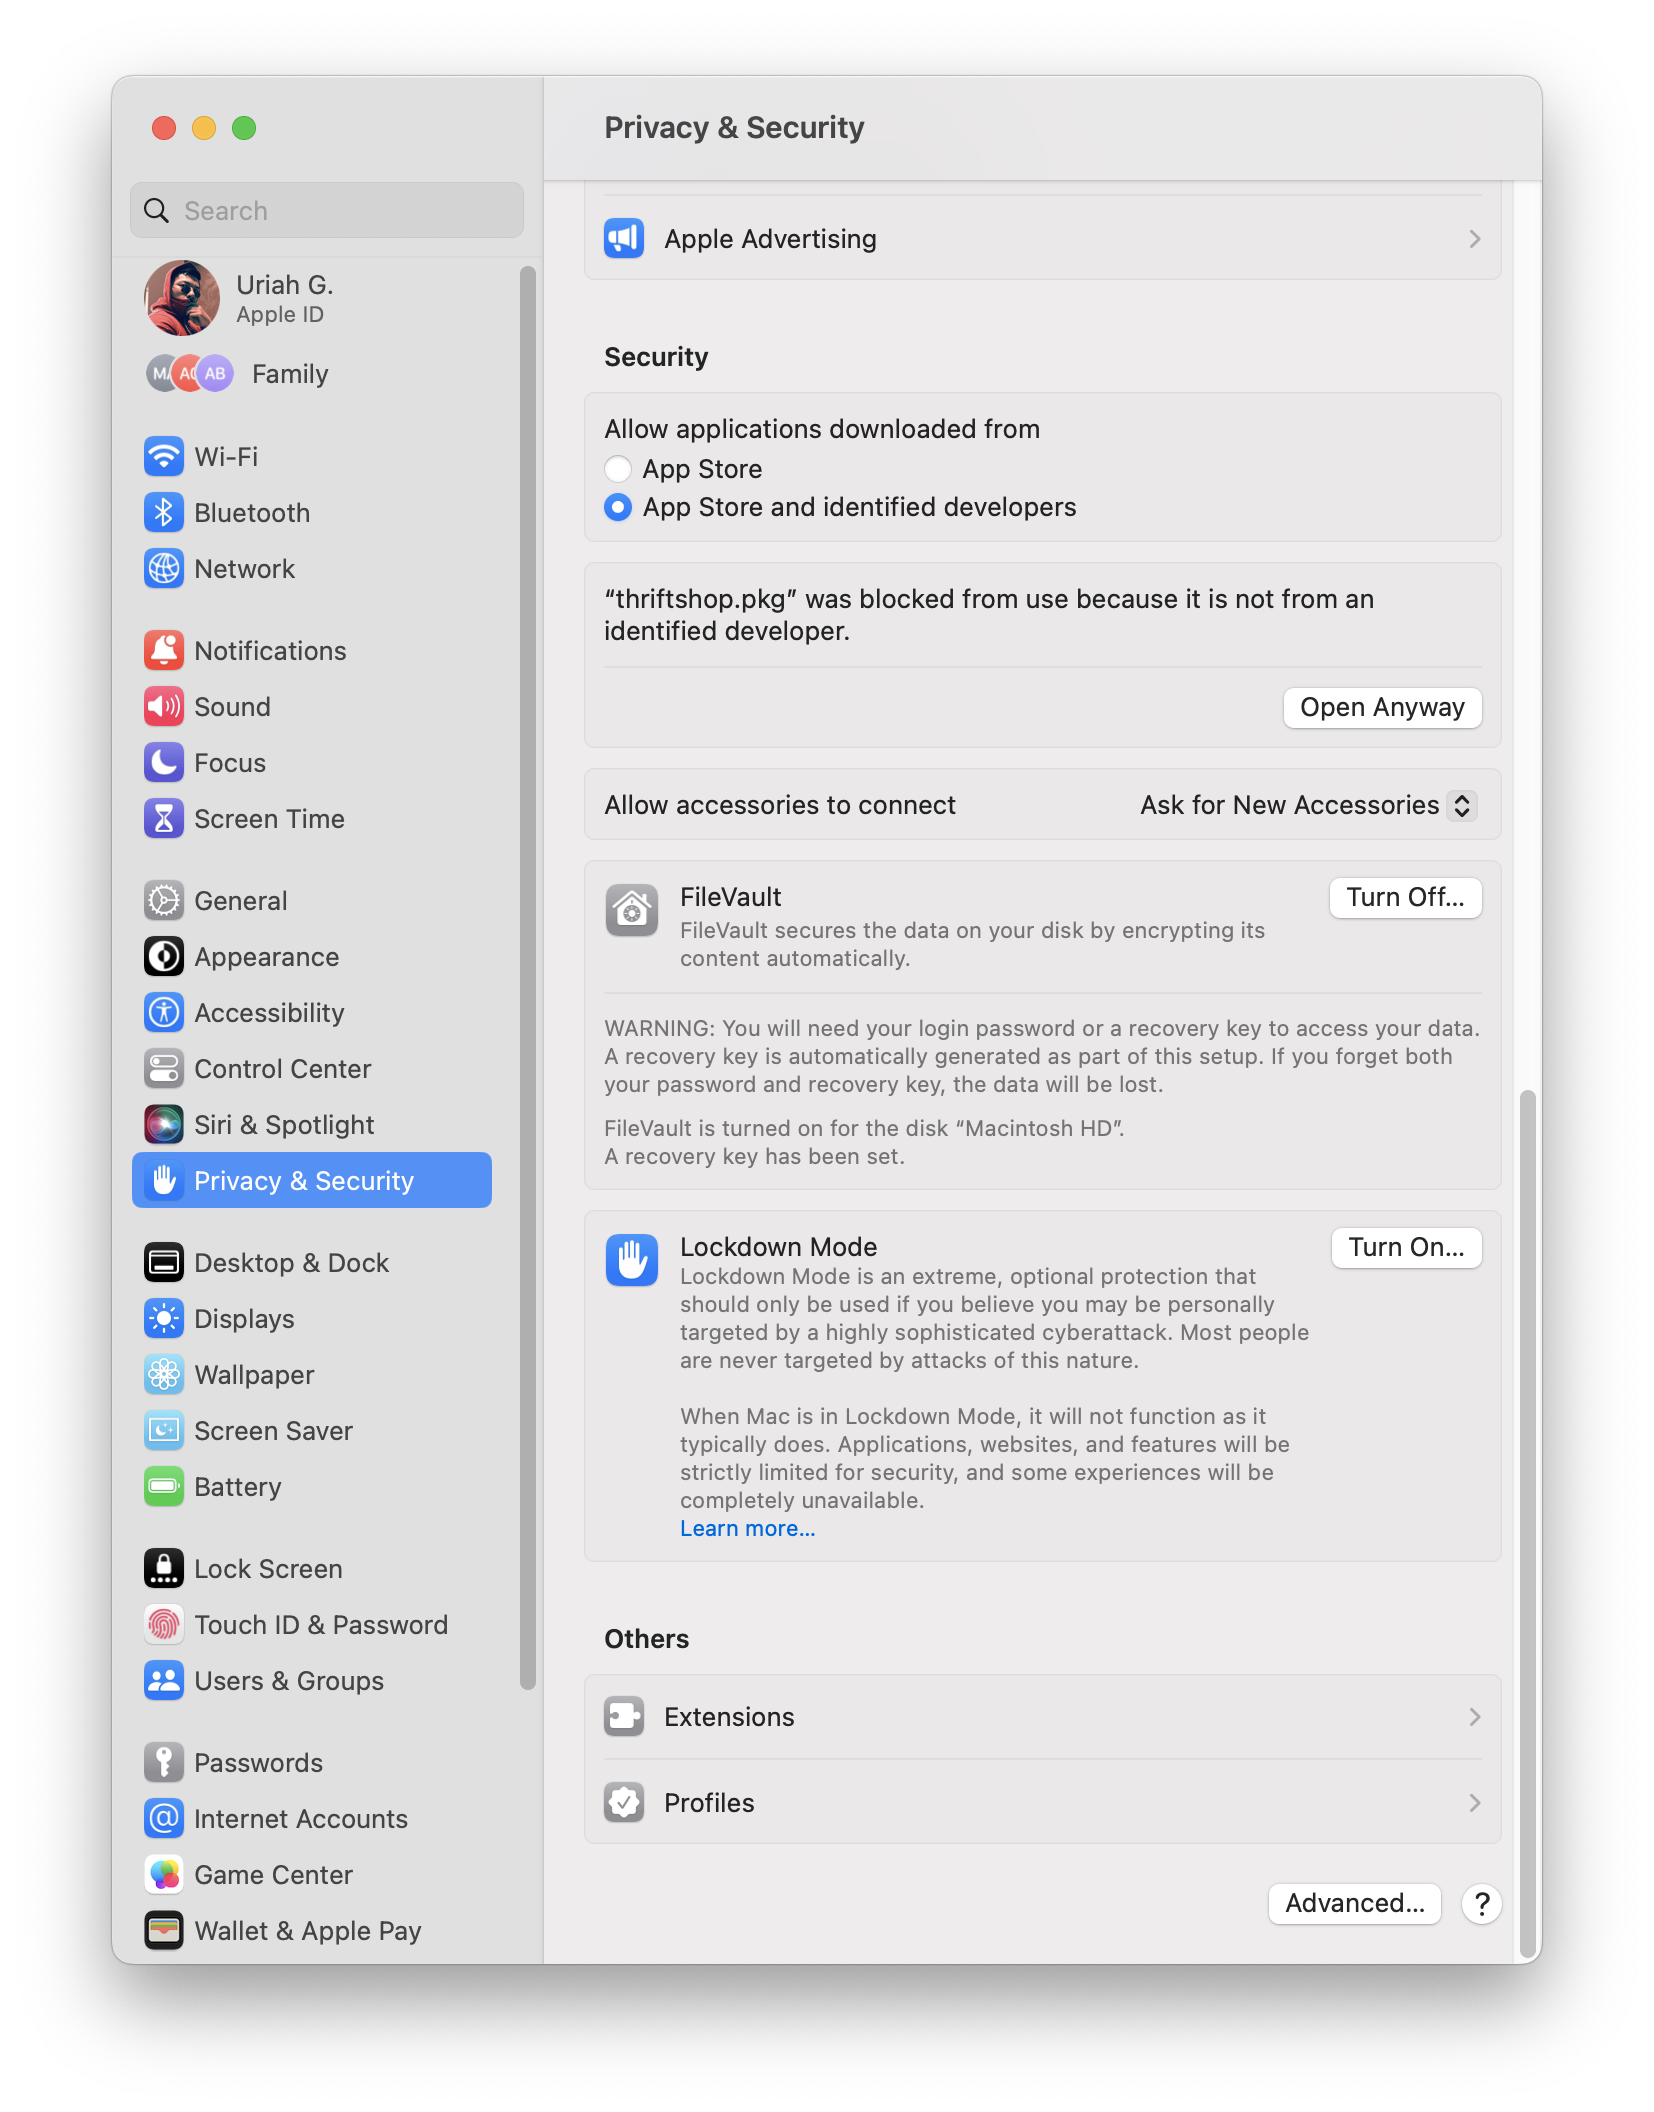 Privacy & Security
Search
Uriah G.
Apple ID
AB
Family
Wi-Fi
Bluetooth
Network
Notifications
Sound
Focus
Screen Time
General
Appearance
Accessibility
Control Center
Siri & Spotlight
Privacy & Security
Desktop & Dock
Displays
Wallpaper
Screen Saver
Battery
Lock Screen
Touch ID & Password
Users & Groups
Passwords
Internet Accounts
Game Center
Wallet & Apple Pay
Apple Advertising
Security
Allow applications downloaded from
App Store
App Store and identified developers
“thriftshop.pkg” was blocked from use because it is not from an
identified developer.
Open Anyway
Allow accessories to connect
Ask for New Accessories
FileVault
Turn Off...
FileVault secures the data on your disk by encrypting its
content automatically.
WARNING: You will need your login password or a recovery key to access your data.
A recovery key is automatically generated as part of this setup. If you forget both
your password and recovery key, the data will be lost.
FileVault is turned on for the disk “Macintosh HD”.
A recovery key has been set.
Lockdown Mode
Turn On...
Lockdown Mode is an extreme, optional protection that
should only be used if you believe you may be personally
targeted by a highly sophisticated cyberattack. Most people
are never targeted by attacks of this nature.
When Mac is in Lockdown Mode, it will not function as it
typically does. Applications, websites, and features will be
strictly limited for security, and some experiences will be
completely unavailable.
Learn more...
Others
Extensions
Profiles
Advanced...
?